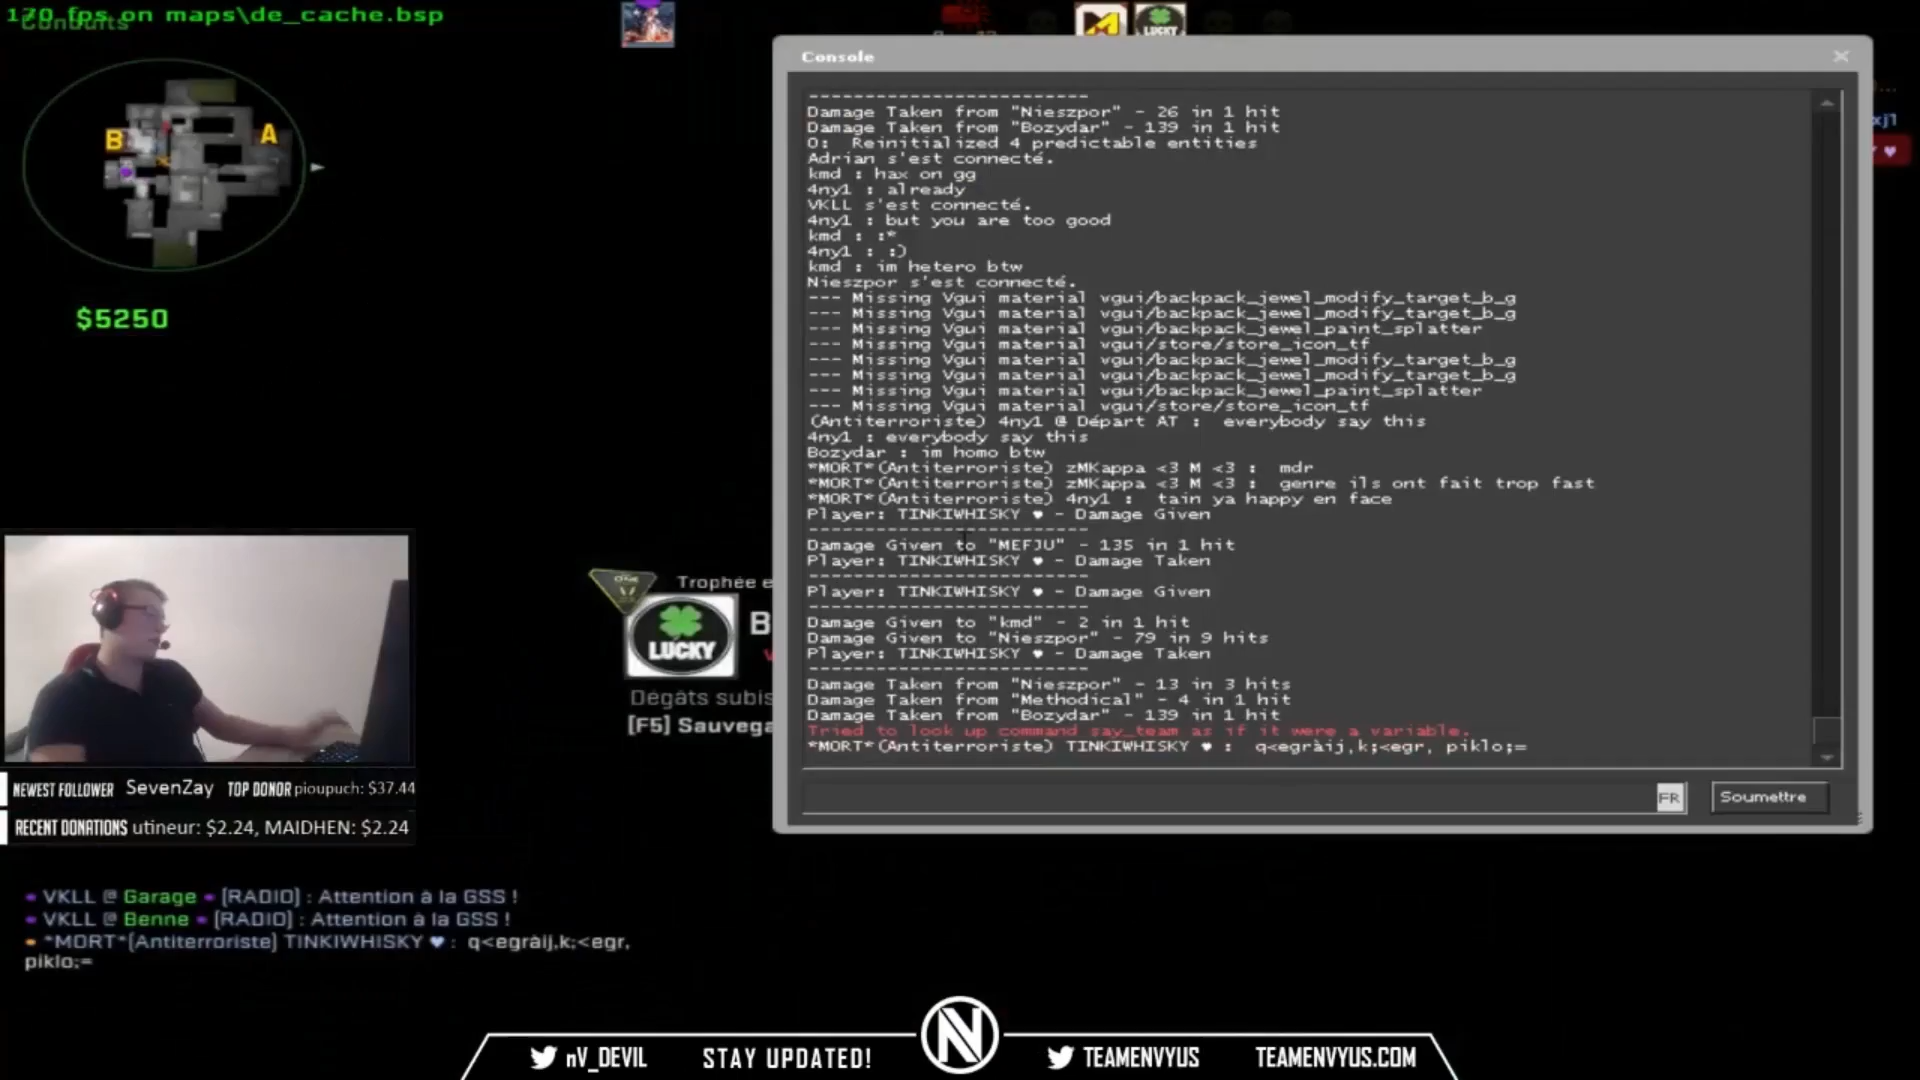 170 fps on maps\de_cache.bsp
Conduits
B
A
$5250
LUCKY
Console
-------------------------
Damage Taken from "Nieszpor" - 26 in 1 hit
Damage Taken from "Bozydar" - 139 in 1 hit
0:  Reinitialized 4 predictable entities
Adrian s'est connecté.
kmd : hax on gg
4ny1 : already
VKLL s'est connecté.
4ny1 : but you are too good
kmd : :*
4ny1 : :)
kmd : im hetero btw
Nieszpor s'est connecté.
--- Missing Vgui material vgui/backpack_jewel_modify_target_b_g
--- Missing Vgui material vgui/backpack_jewel_modify_target_b_g
--- Missing Vgui material vgui/backpack_jewel_paint_splatter
--- Missing Vgui material vgui/store/store_icon_tf
--- Missing Vgui material vgui/backpack_jewel_modify_target_b_g
--- Missing Vgui material vgui/backpack_jewel_modify_target_b_g
--- Missing Vgui material vgui/backpack_jewel_paint_splatter
--- Missing Vgui material vgui/store/store_icon_tf
(Antiterroriste) 4ny1 @ Départ AT :  everybody say this
4ny1 : everybody say this
Bozydar : im homo btw
*MORT*(Antiterroriste) zMKappa <3 M <3 :  mdr
*MORT*(Antiterroriste) zMKappa <3 M <3 :  genre ils ont fait trop fast
*MORT*(Antiterroriste) 4ny1 :  tain ya happy en face
Player: TINKIWHISKY ♥ - Damage Given
-------------------------
Damage Given to "MEFJU" - 135 in 1 hit
Player: TINKIWHISKY ♥ - Damage Taken
-------------------------
Player: TINKIWHISKY ♥ - Damage Given
-------------------------
Damage Given to "kmd" - 2 in 1 hit
Damage Given to "Nieszpor" - 79 in 9 hits
Player: TINKIWHISKY ♥ - Damage Taken
-------------------------
Damage Taken from "Nieszpor" - 13 in 3 hits
Damage Taken from "Methodical" - 4 in 1 hit
Damage Taken from "Bozydar" - 139 in 1 hit
Tried to look up command say_team as if it were a variable.
*MORT*(Antiterroriste) TINKIWHISKY ♥ :  q<egràij,k;<egr, piklo;=
FR
Soumettre
xj1
Trophée e
B
LUCKY
Dégâts subis
[F5] Sauvega
NEWEST FOLLOWER SevenZay TOP DONOR pioupuch: $37.44
RECENT DONATIONS utineur: $2.24, MAIDHEN: $2.24
VKLL @ Garage • (RADIO) : Attention à la GSS !
VKLL @ Benne • (RADIO) : Attention à la GSS !
*MORT*(Antiterroriste) TINKIWHISKY ♥ : q<egràij,k;<egr,
piklo;=
nV_DEVIL
STAY UPDATED!
N
TEAMENVYUS
TEAMENVYUS.COM